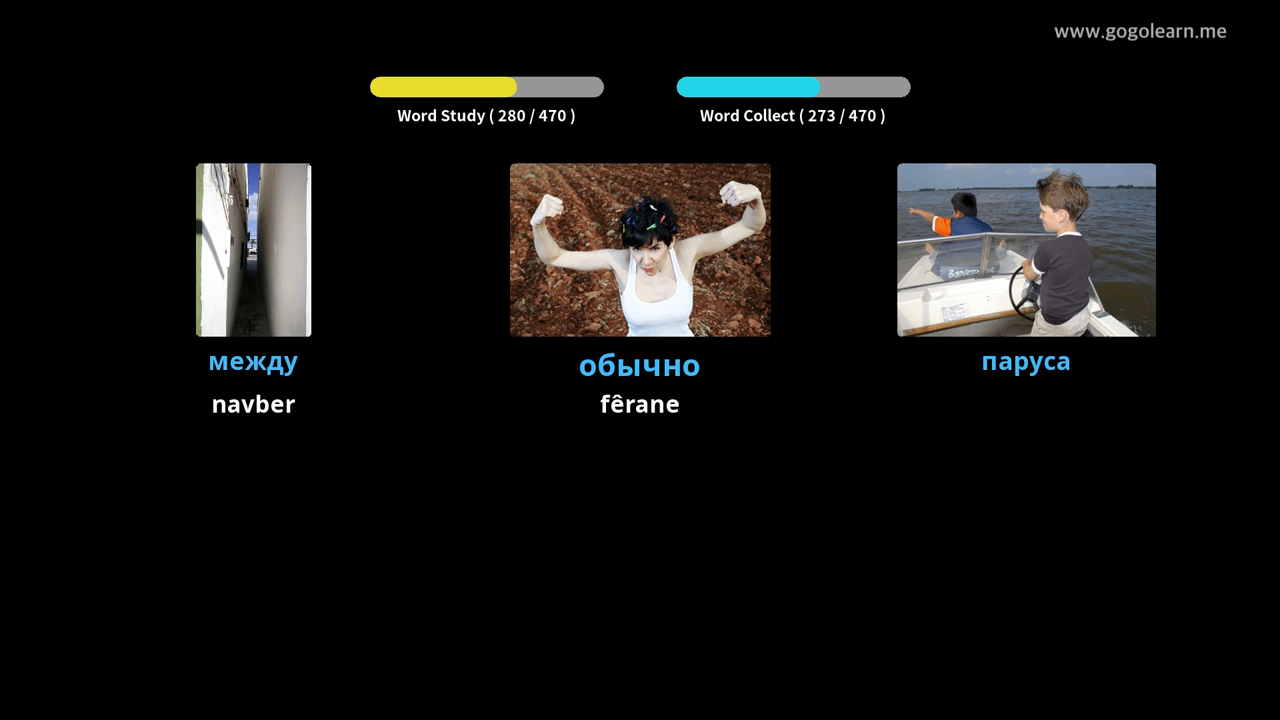 www.gogolearn.me
Word Study ( 280 / 470 )
Word Collect ( 273 / 470 )
между
обычно
паруса
navber
fêrane